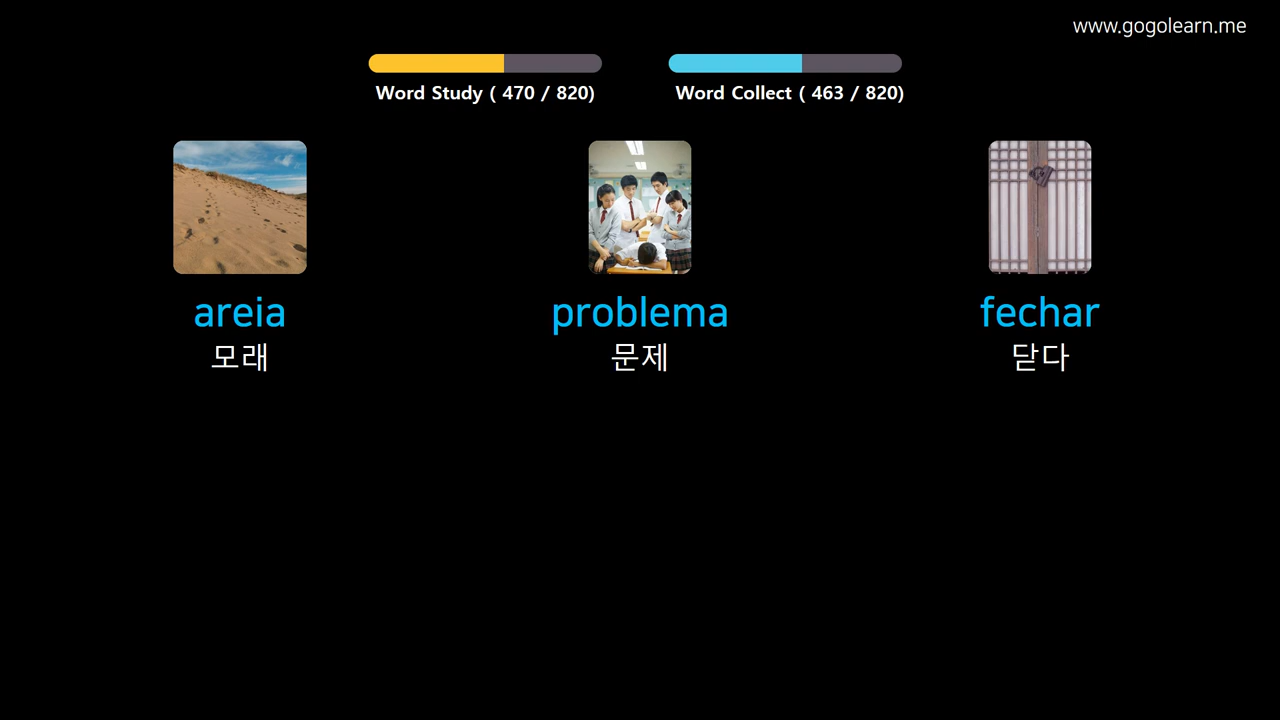 www.gogolearn.me
Word Study ( 470 / 820)
Word Collect ( 463 / 820)
areia
모래
problema
문제
fechar
닫다